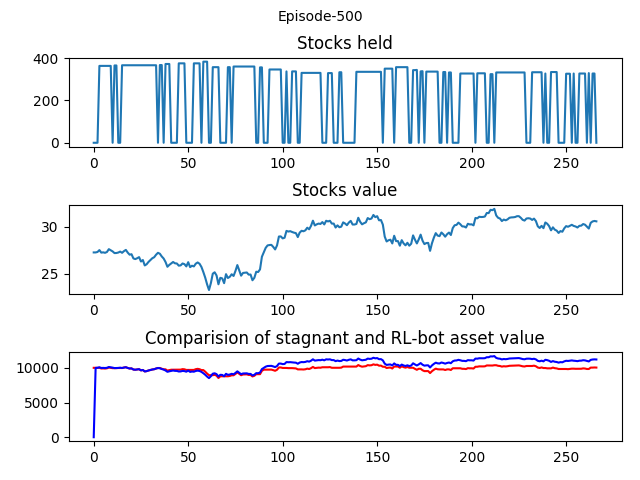 Episode-500
Stocks held
400
200
0
0 50 100 150 200 250
Stocks value
30
25
0 50 100 150 200 250
Comparision of stagnant and RL-bot asset value
10000
5000
0
0 50 100 150 200 250